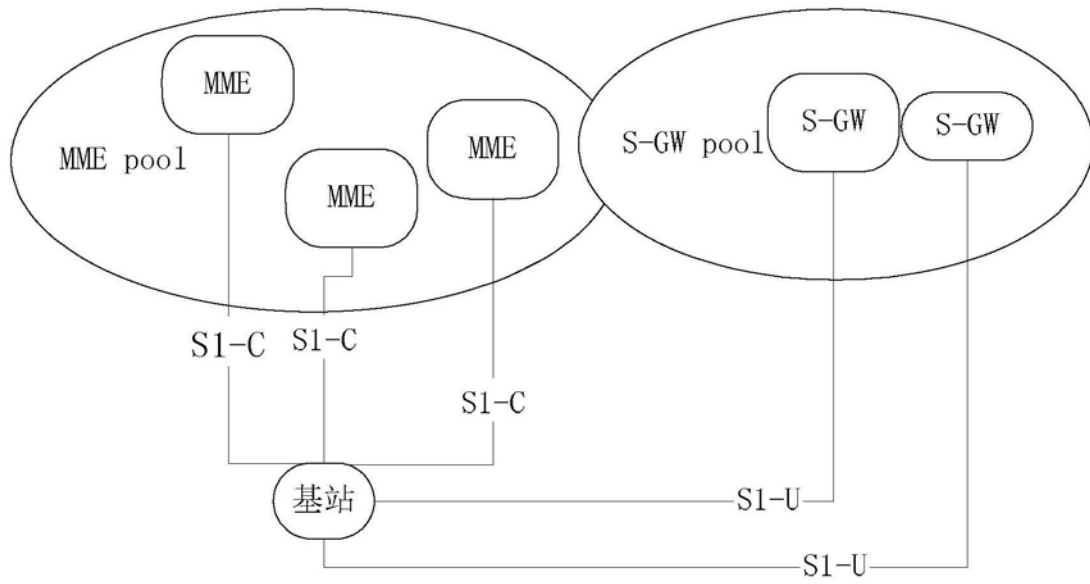 MME
MME pool
MME
MME
S-GW pool
S-GW
S-GW
S1-C
S1-C
S1-C
基站
S1-U
S1-U